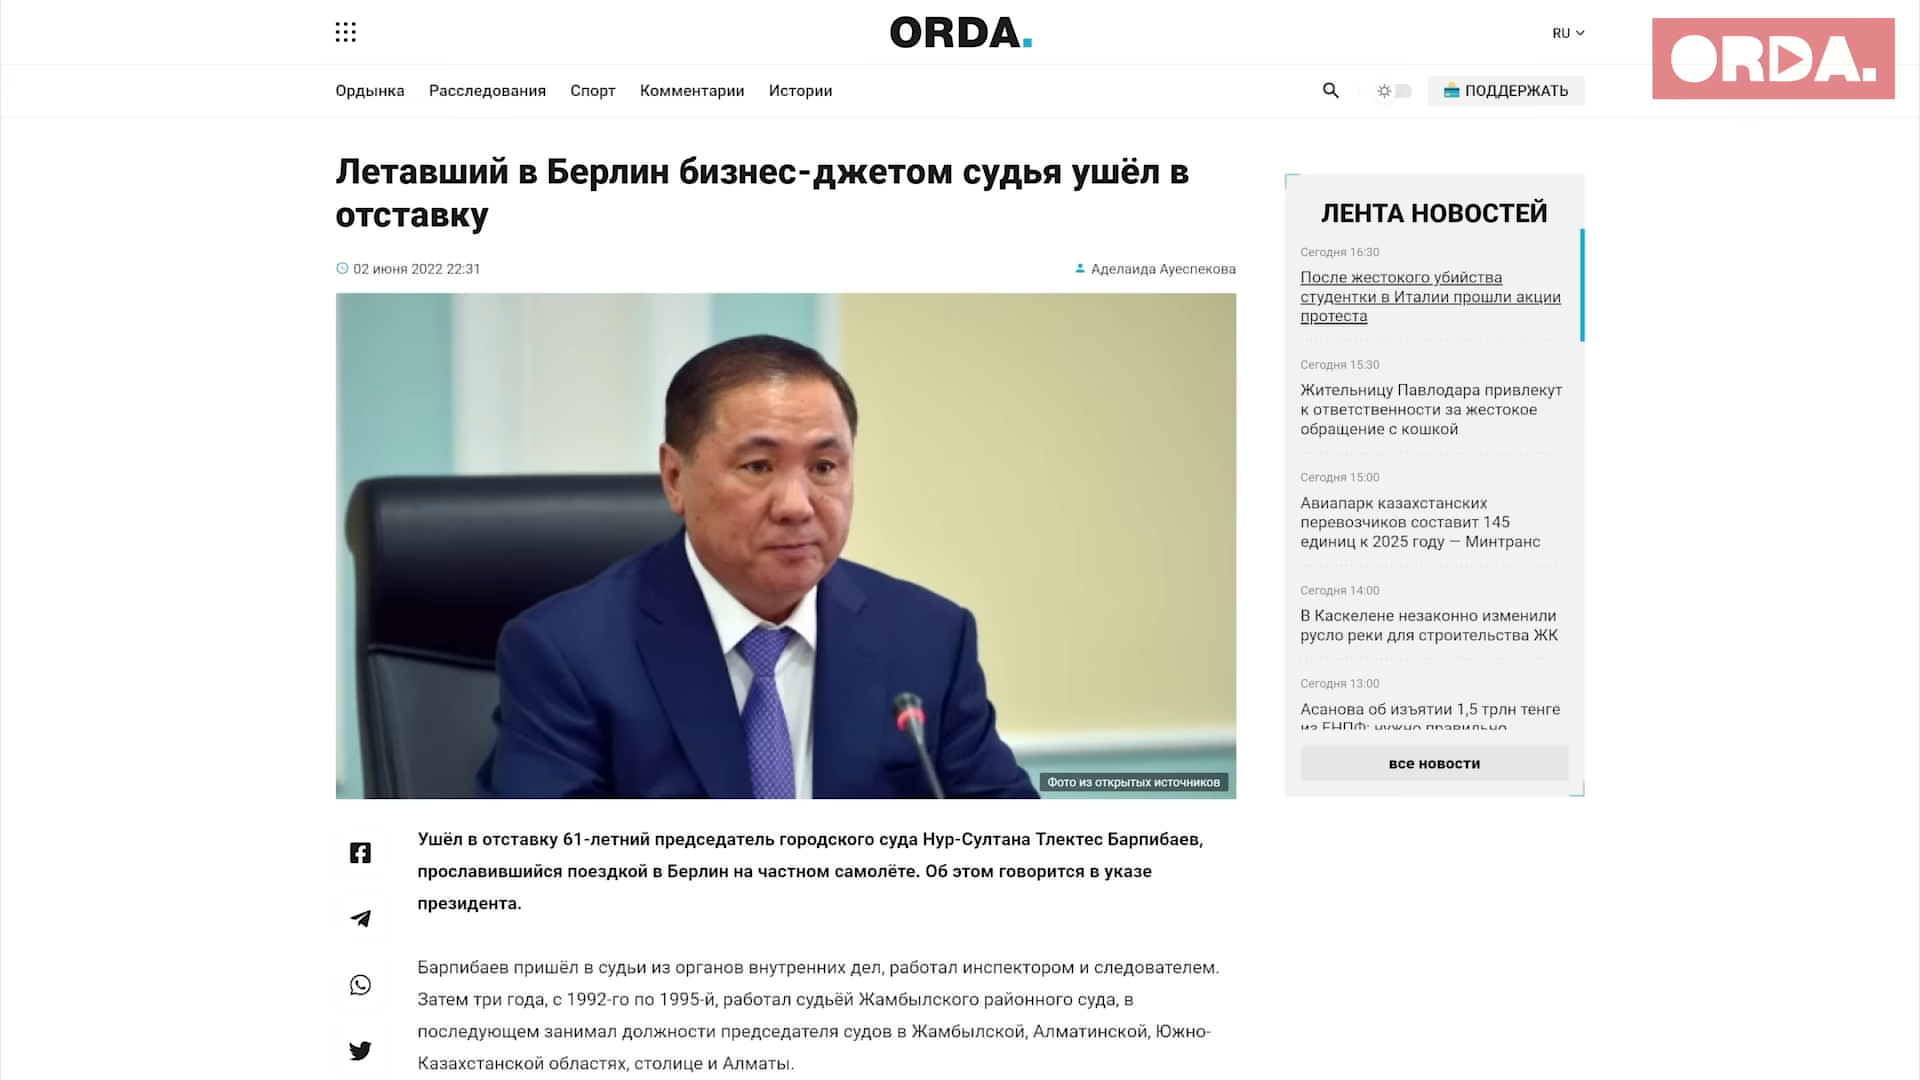 ORDA.
RU
ORDA.
Ордынка Расследования Спорт Комментарии Истории
ПОДДЕРЖАТЬ
Летавший в Берлин бизнес-джетом судья ушёл в
отставку
02 июня 2022 22:31
Аделаида Ауеспекова
Фото из открытых источников
Ушёл в отставку 61-летний председатель городского суда Нур-Султана Тлектес Барпибаев,
прославившийся поездкой в Берлин на частном самолёте. Об этом говорится в указе
президента.
Барпибаев пришёл в судьи из органов внутренних дел, работал инспектором и следователем.
Затем три года, с 1992-го по 1995-й, работал судьёй Жамбылского районного суда, в
последующем занимал должности председателя судов в Жамбылской, Алматинской, Южно-
Казахстанской областях, столице и Алматы.
ЛЕНТА НОВОСТЕЙ
Сегодня 16:30
После жестокого убийства
студентки в Италии прошли акции
протеста
Сегодня 15:30
Жительницу Павлодара привлекут
к ответственности за жестокое
обращение с кошкой
Сегодня 15:00
Авиапарк казахстанских
перевозчиков составит 145
единиц к 2025 году — Минтранс
Сегодня 14:00
В Каскелене незаконно изменили
русло реки для строительства ЖК
Сегодня 13:00
Асанова об изъятии 1,5 трлн тенге
из ЕНПФ: нужно правильно
все новости